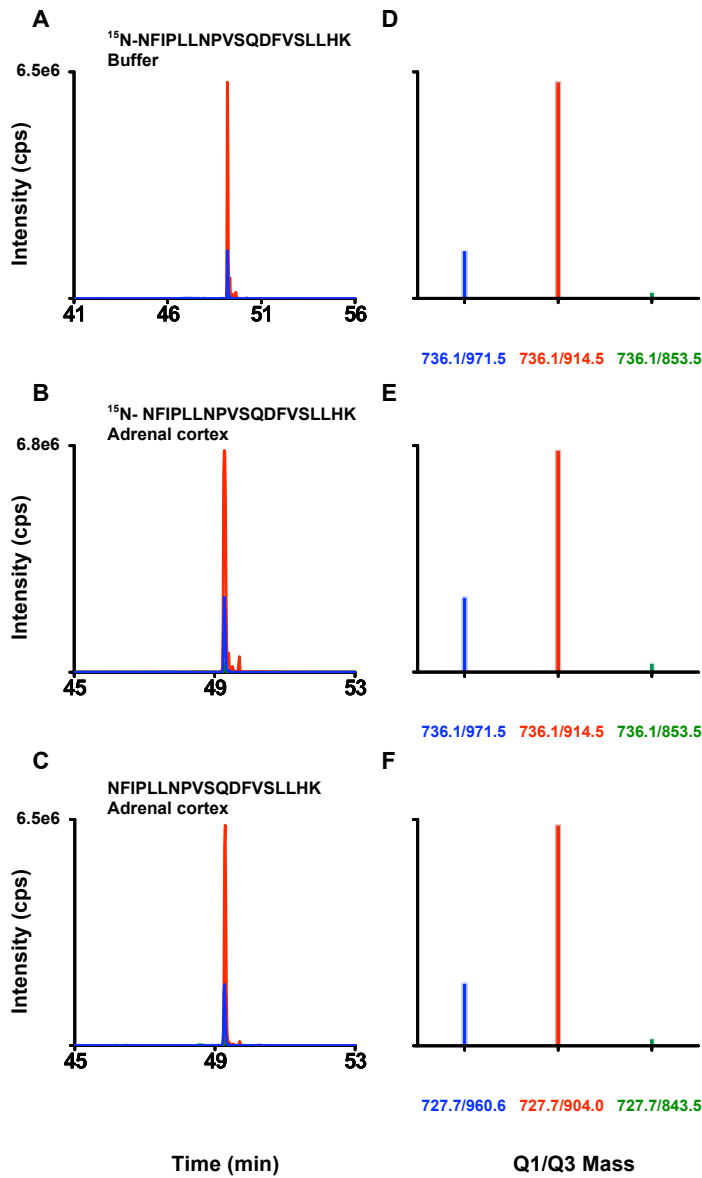 A
D
¹⁵N-NFIPLLNPVSQDFVSLLHK
Buffer
6.5e6
Intensity (cps)
41 46 51 56
736.1/971.5 736.1/914.5 736.1/853.5
B
E
¹⁵N- NFIPLLNPVSQDFVSLLHK
Adrenal cortex
6.8e6
Intensity (cps)
45 49 53
736.1/971.5 736.1/914.5 736.1/853.5
C
F
NFIPLLNPVSQDFVSLLHK
Adrenal cortex
6.5e6
Intensity (cps)
45 49 53
727.7/960.6 727.7/904.0 727.7/843.5
Time (min)
Q1/Q3 Mass